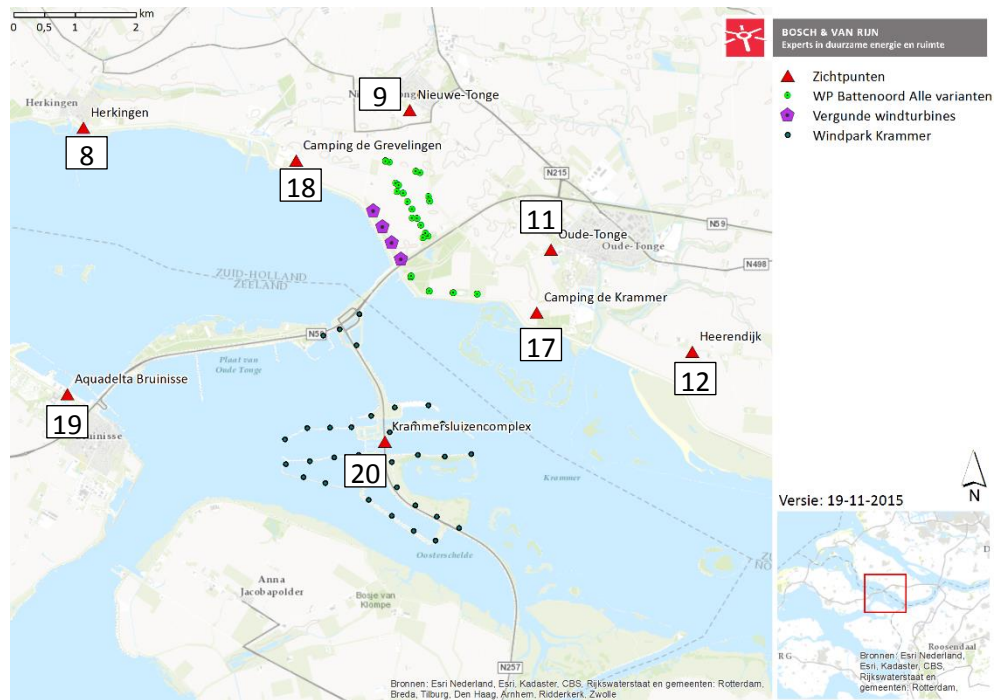 0 0,5 1 2 km
BOSCH & VAN RIJN
Experts in duurzame energie en ruimte
Zichtpunten
WP Battenoord Alle varianten
Vergunde windturbines
Windpark Krammer
Herkingen
Herkingen
8
9
Nieuwe-Tonge
Camping de Grevelingen
18
N215
11
Oude-Tonge
Oude-Tonge
N59
N498
ZUID-HOLLAND
ZEELAND
Camping de Krammer
17
Heerendijk
12
Plaat van
Oude Tonge
Aquadelta Bruinisse
19
Krammersluizencomplex
20
Krammer
Oosterschelde
Anna
Jacobapolder
Bosje van
Klompe
N257
N
Versie: 19-11-2015
Roosendaal
Bronnen: Esri Nederland, Esri, Kadaster, CBS, Rijkswaterstaat en gemeenten: Rotterdam,
Breda, Tilburg, Den Haag, Arnhem, Ridderkerk, Zwolle
Bronnen: Esri Nederland,
Esri, Kadaster, CBS,
Rijkswaterstaat en
gemeenten: Rotterdam,